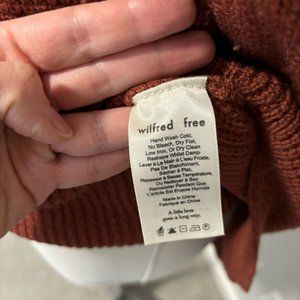 wilfred free
Hand Wash Cold,
No Bleach, Dry Flat,
Low Iron, Or Dry Clean
Reshape Whilst Damp
Laver À La Main À L'eau Froide,
Pas De Blanchiment,
Sécher À Plat,
Repasser À Basse Température,
Ou Nettoyer À Sec
Remodeler Pendant Que
L'article Est Encore Humide
Made in China
Fabriqué en Chine
A little love
goes a long way.